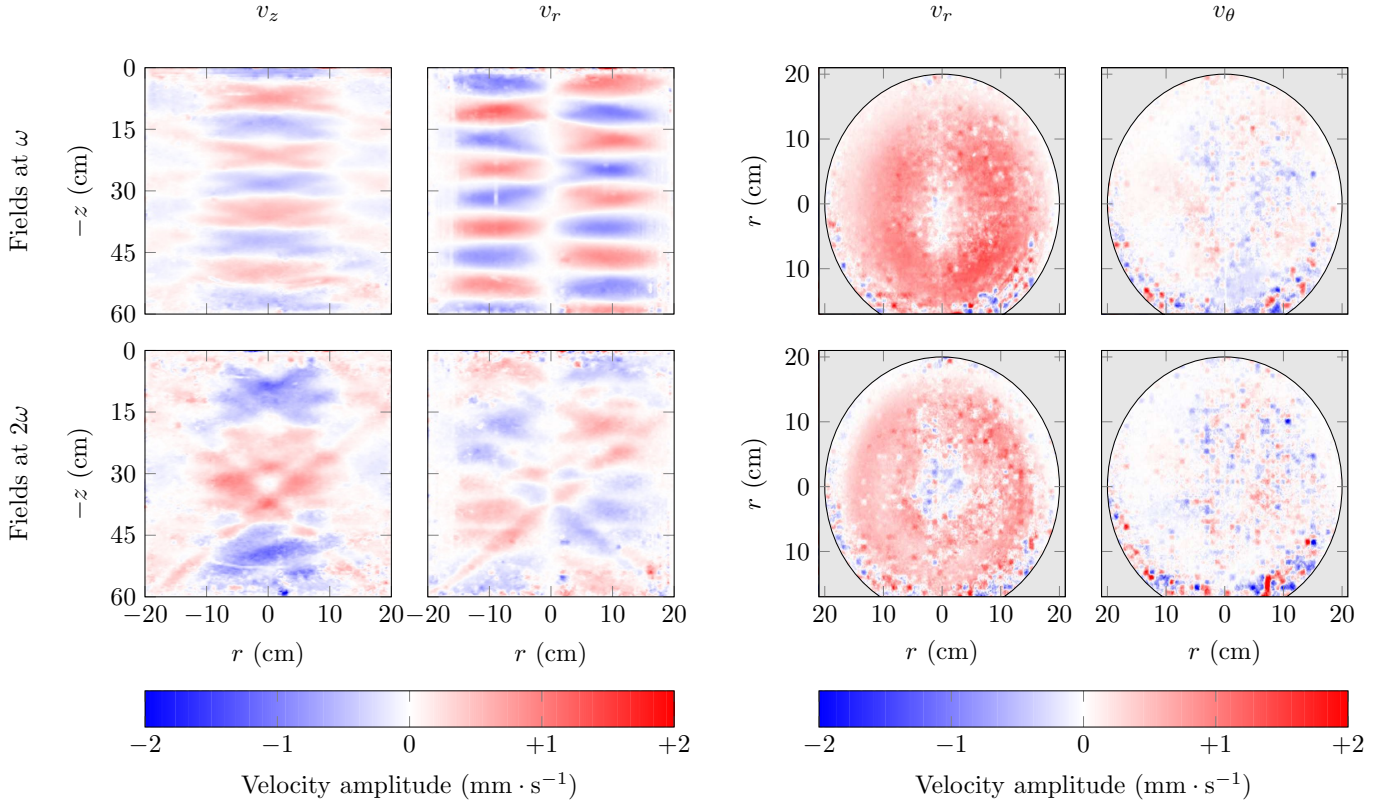 v_z v_r v_r v_θ
Fields at ω
−z (cm)
0
15
30
45
60
r (cm)
20
10
0
10
Fields at 2ω
−z (cm)
0
15
30
45
60
r (cm)
20
10
0
10
−20 −10 0 10 20 −20 −10 0 10 20 20 10 0 10 20 20 10 0 10 20
r (cm) r (cm) r (cm) r (cm)
−2 −1 0 +1 +2 −2 −1 0 +1 +2
Velocity amplitude (mm · s⁻¹) Velocity amplitude (mm · s⁻¹)